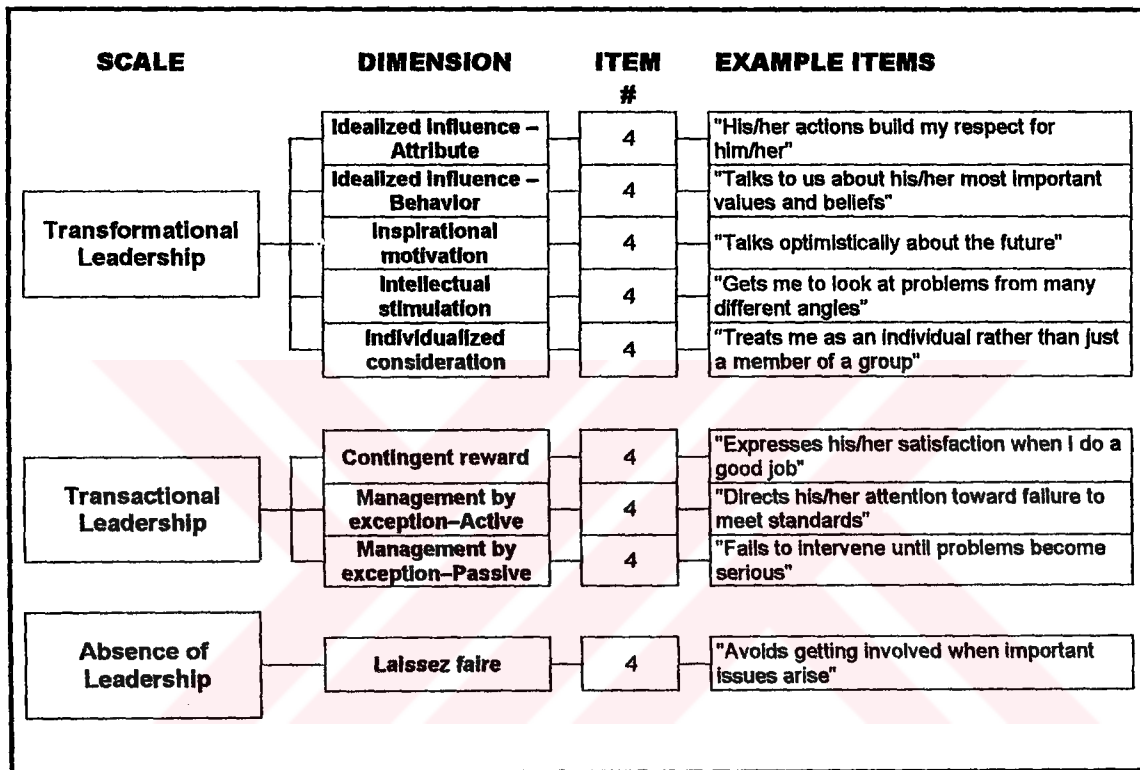 SCALE DIMENSION ITEM # EXAMPLE ITEMS
Transformational
Leadership
Idealized influence –
Attribute
4
"His/her actions build my respect for
him/her"
Idealized influence –
Behavior
4
"Talks to us about his/her most important
values and beliefs"
Inspirational
motivation
4
"Talks optimistically about the future"
Intellectual
stimulation
4
"Gets me to look at problems from many
different angles"
Individualized
consideration
4
"Treats me as an individual rather than just
a member of a group"
Transactional
Leadership
Contingent reward
4
"Expresses his/her satisfaction when I do a
good job"
Management by
exception–Active
4
"Directs his/her attention toward failure to
meet standards"
Management by
exception–Passive
4
"Fails to intervene until problems become
serious"
Absence of
Leadership
Laissez faire
4
"Avoids getting involved when important
issues arise"